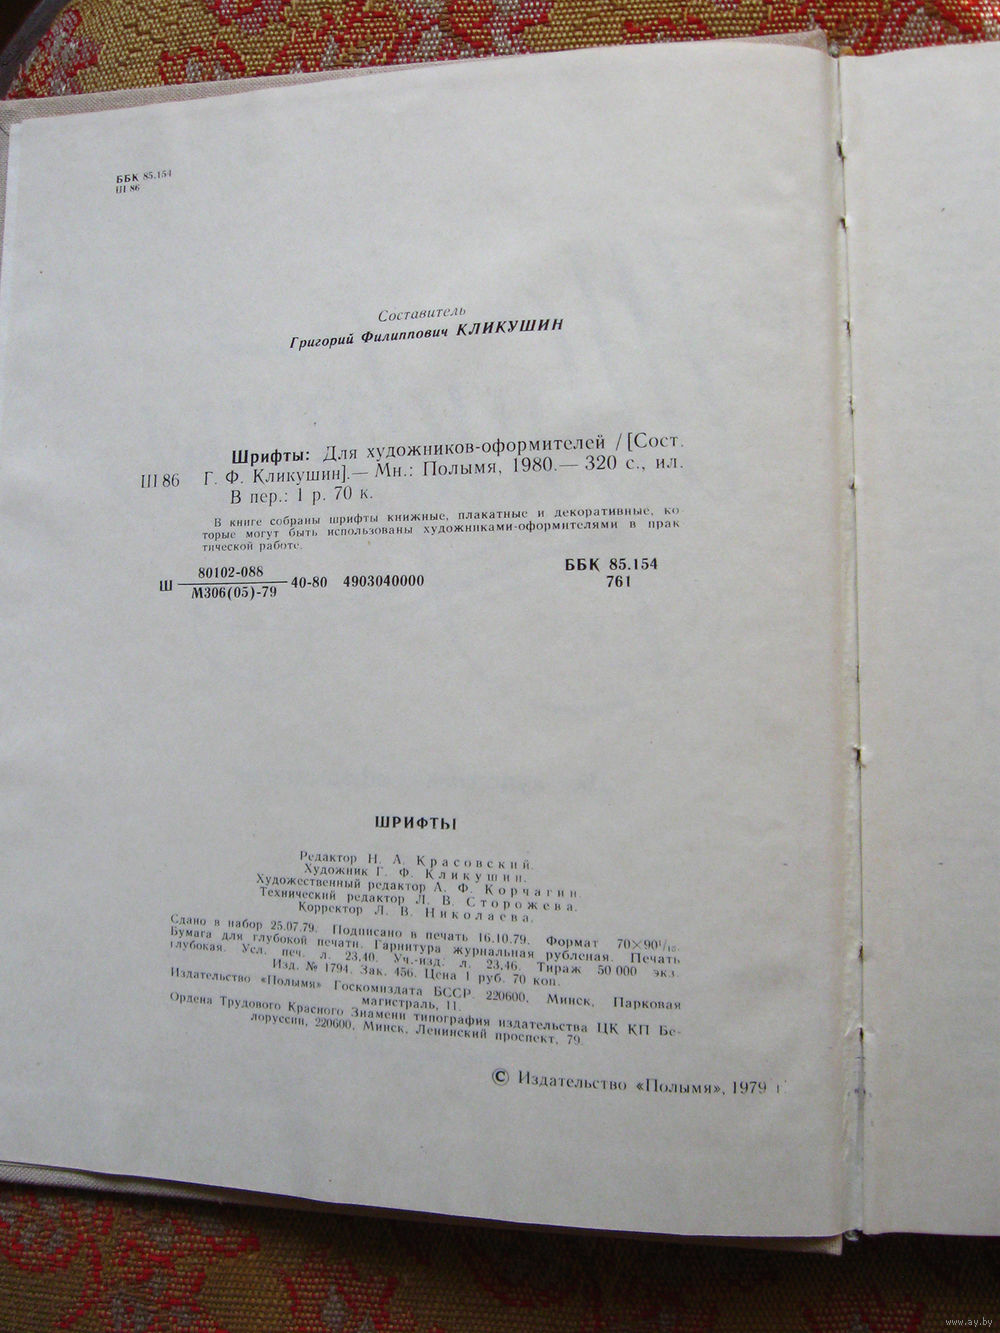 ББК 85.154
Ш 86
Составитель
Григорий Филиппович КЛИКУШИН
Шрифты: Для художников-оформителей / [Сост.
Ш 86 Г. Ф. Кликушин].— Мн.: Полымя, 1980.— 320 с., ил.
В пер.: 1 р. 70 к.
В книге собраны шрифты книжные, плакатные и декоративные, ко-
торые могут быть использованы художниками-оформителями в прак
тической работе.
Ш 80102-088 / М306(05)-79 40-80 4903040000
ББК 85.154
761
ШРИФТЫ
Редактор Н. А. Красовский.
Художник Г. Ф. Кликушин.
Художественный редактор А. Ф. Корчагин.
Технический редактор Л. В. Сторожева.
Корректор Л. В. Николаева.
Сдано в набор 25.07.79. Подписано в печать 16.10.79. Формат 70×90¹/₁₆.
Бумага для глубокой печати. Гарнитура журнальная рубленая. Печать
глубокая. Усл. печ. л. 23,40. Уч.-изд. л. 23,46. Тираж 50 000 экз.
Изд. № 1794. Зак. 456. Цена 1 руб. 70 коп.
Издательство «Полымя» Госкомиздата БССР. 220600, Минск, Парковая
магистраль, 11.
Ордена Трудового Красного Знамени типография издательства ЦК КП Бе-
лоруссии, 220600, Минск, Ленинский проспект, 79.
© Издательство «Полымя», 1979 г.
www.ay.by